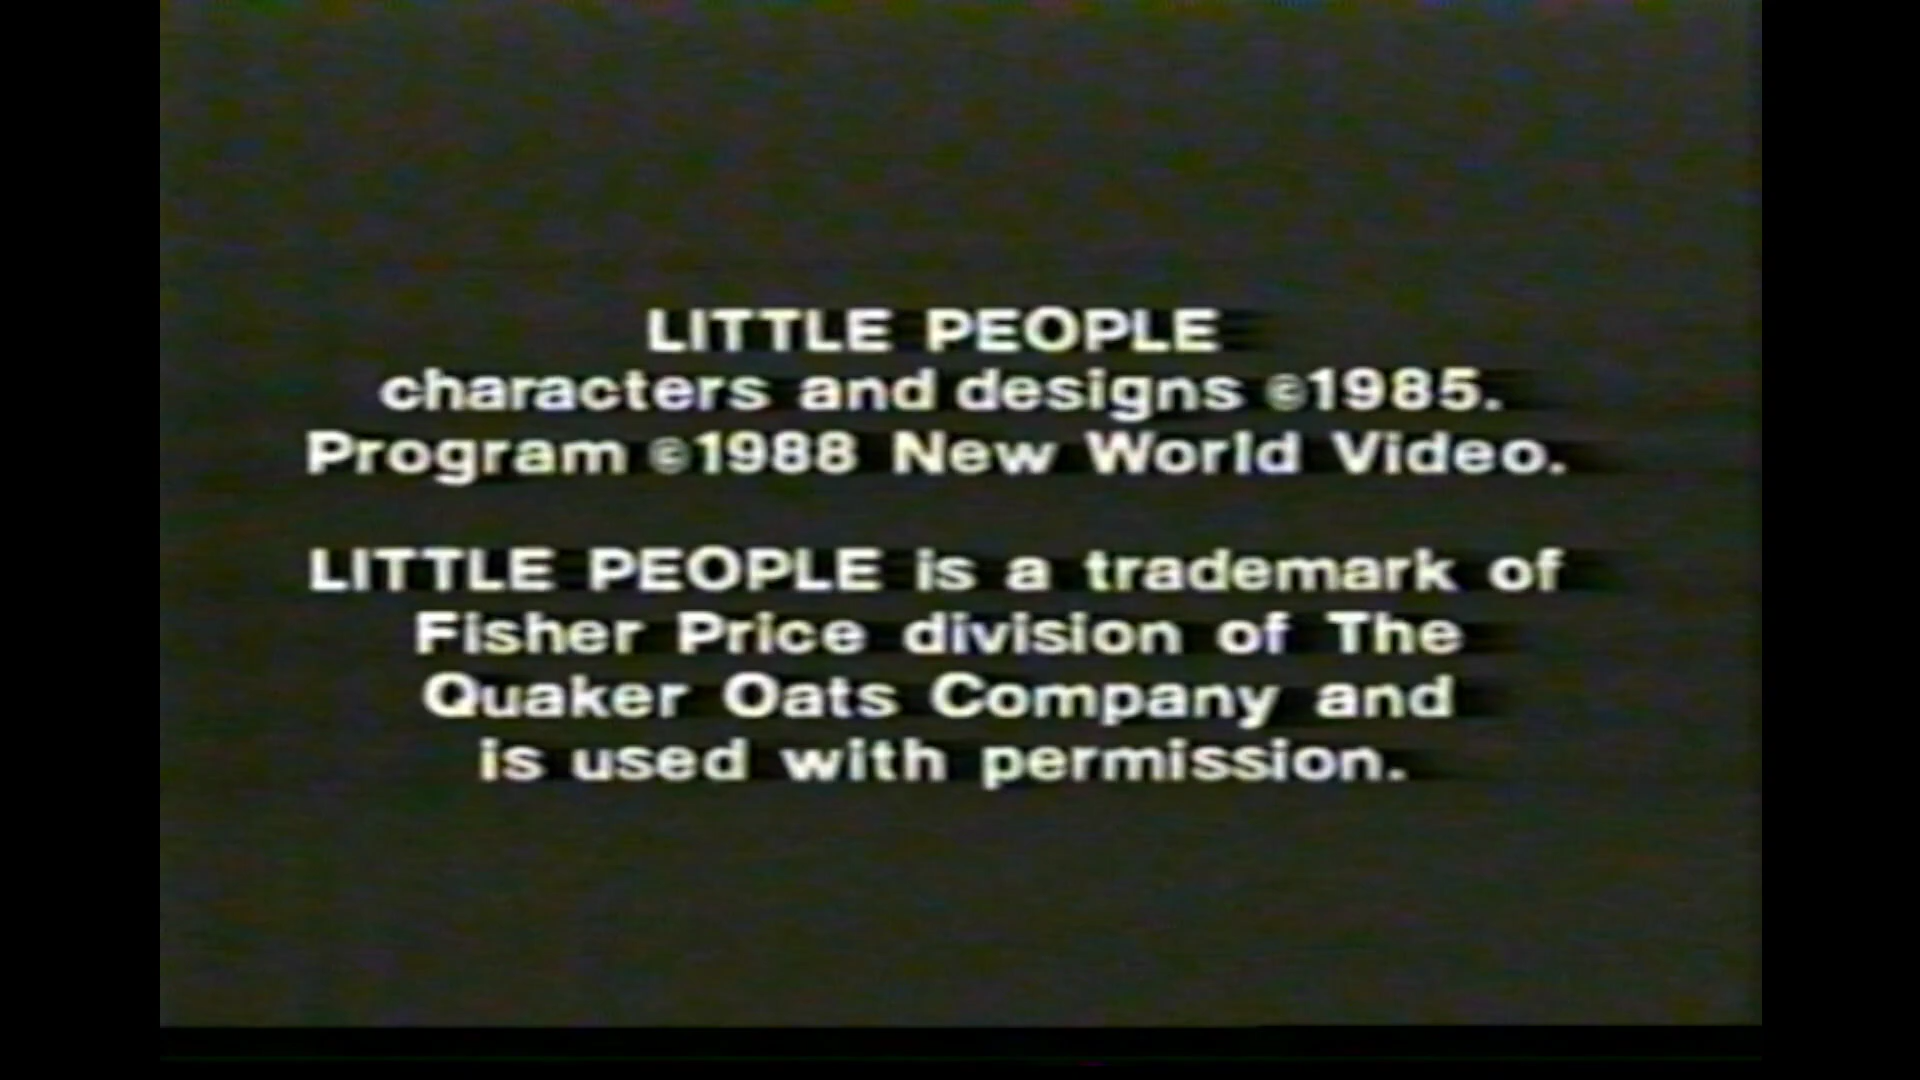 LITTLE PEOPLE
characters and designs ©1985.
Program ©1988 New World Video.
LITTLE PEOPLE is a trademark of
Fisher Price division of The
Quaker Oats Company and
is used with permission.